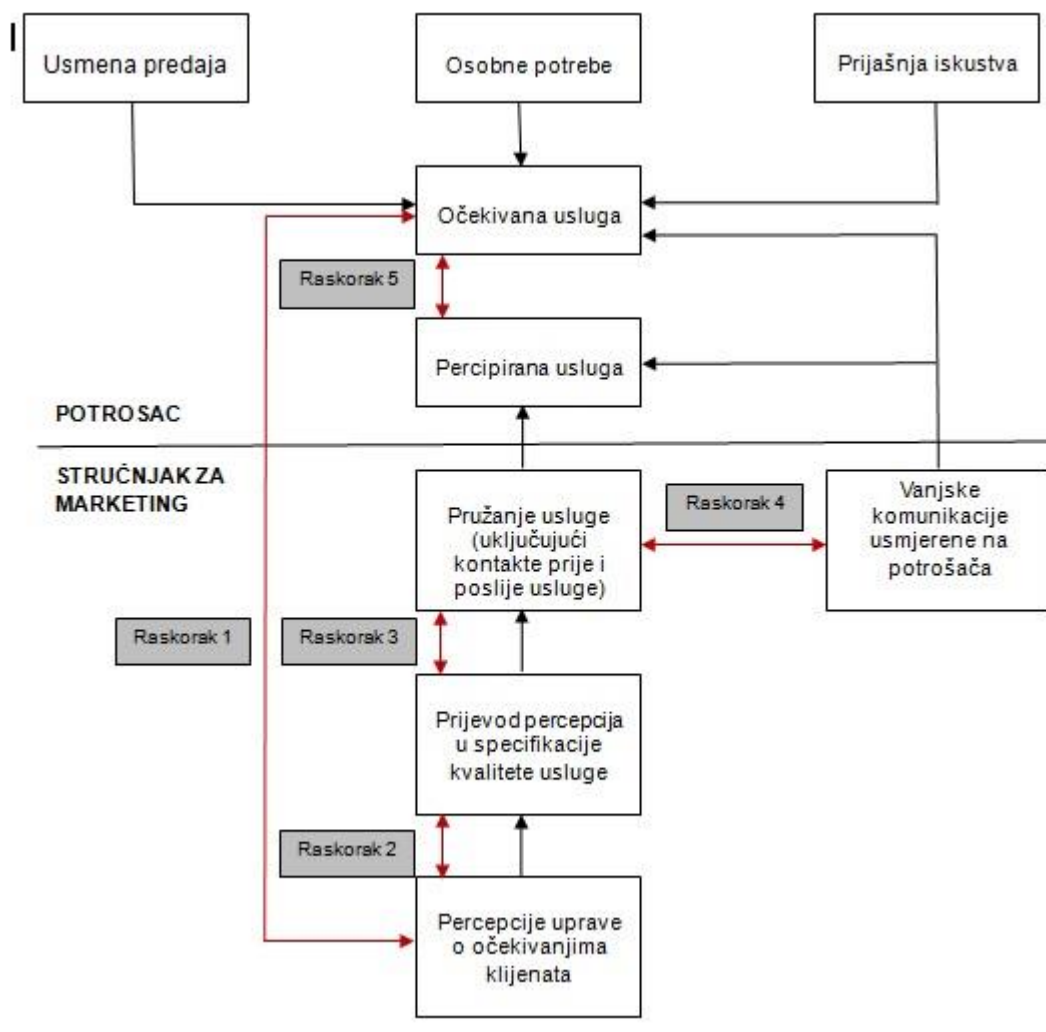 I
Usmena predaja
Osobne potrebe
Prijašnja iskustva
Očekivana usluga
Raskorak 5
Percipirana usluga
POTROSAC
STRUĆNJAK ZA
MARKETING
Pružanje usluge
(uključujući
kontakte prije i
poslije usluge)
Raskorak 4
Vanjske
komunikacije
usmjerene na
potrošača
Raskorak 1
Raskorak 3
Prijevod percepcija
u specifikacije
kvalitete usluge
Raskorak 2
Percepcije uprave
o očekivanjima
klijenata